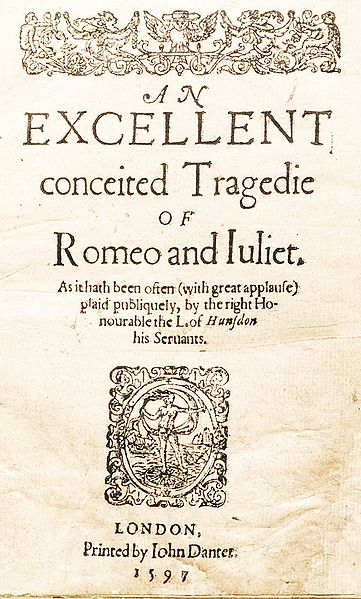 AN
EXCELLENT
conceited Tragedie
OF
Romeo and Iuliet.
As it hath been often (with great applause)
plaid publiquely, by the right Ho-
nourable the L. of Hunsdon
his Seruants.
LONDON,
Printed by Iohn Danter.
1597